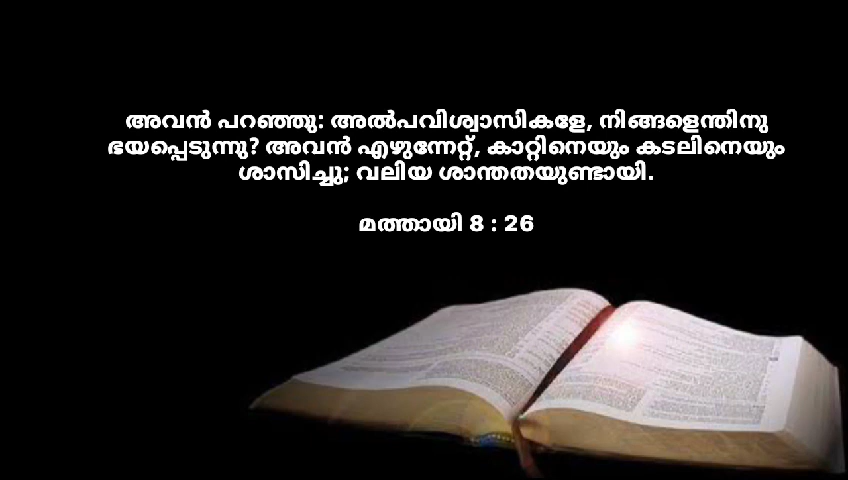 അവൻ പറഞ്ഞു: അൽപവിശ്വാസികളേ, നിങ്ങളെന്തിനു
ഭയപ്പെടുന്നു? അവൻ എഴുന്നേറ്റ്, കാറ്റിനെയും കടലിനെയും
ശാസിച്ചു; വലിയ ശാന്തതയുണ്ടായി.
മത്തായി 8 : 26